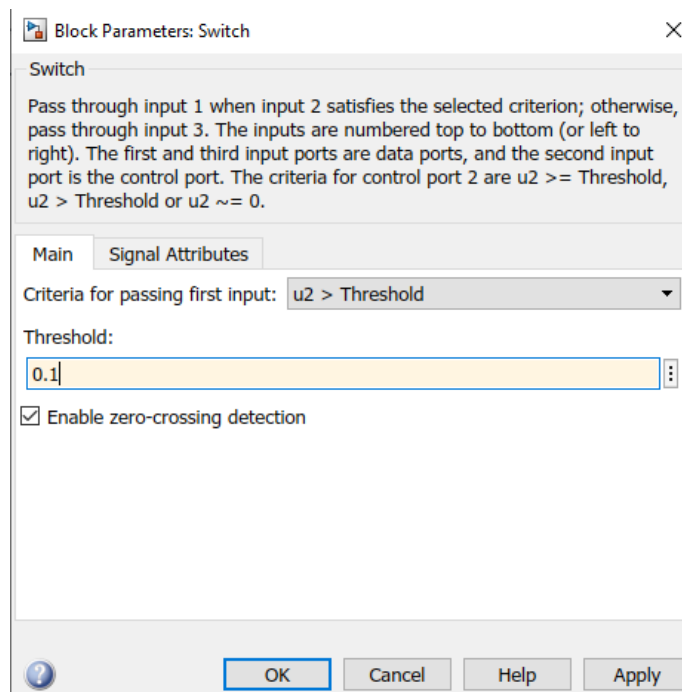 Block Parameters: Switch
Switch
Pass through input 1 when input 2 satisfies the selected criterion; otherwise,
pass through input 3. The inputs are numbered top to bottom (or left to
right). The first and third input ports are data ports, and the second input
port is the control port. The criteria for control port 2 are u2 >= Threshold,
u2 > Threshold or u2 ~= 0.
Main Signal Attributes
Criteria for passing first input: u2 > Threshold
Threshold:
0.1
Enable zero-crossing detection
OK Cancel Help Apply